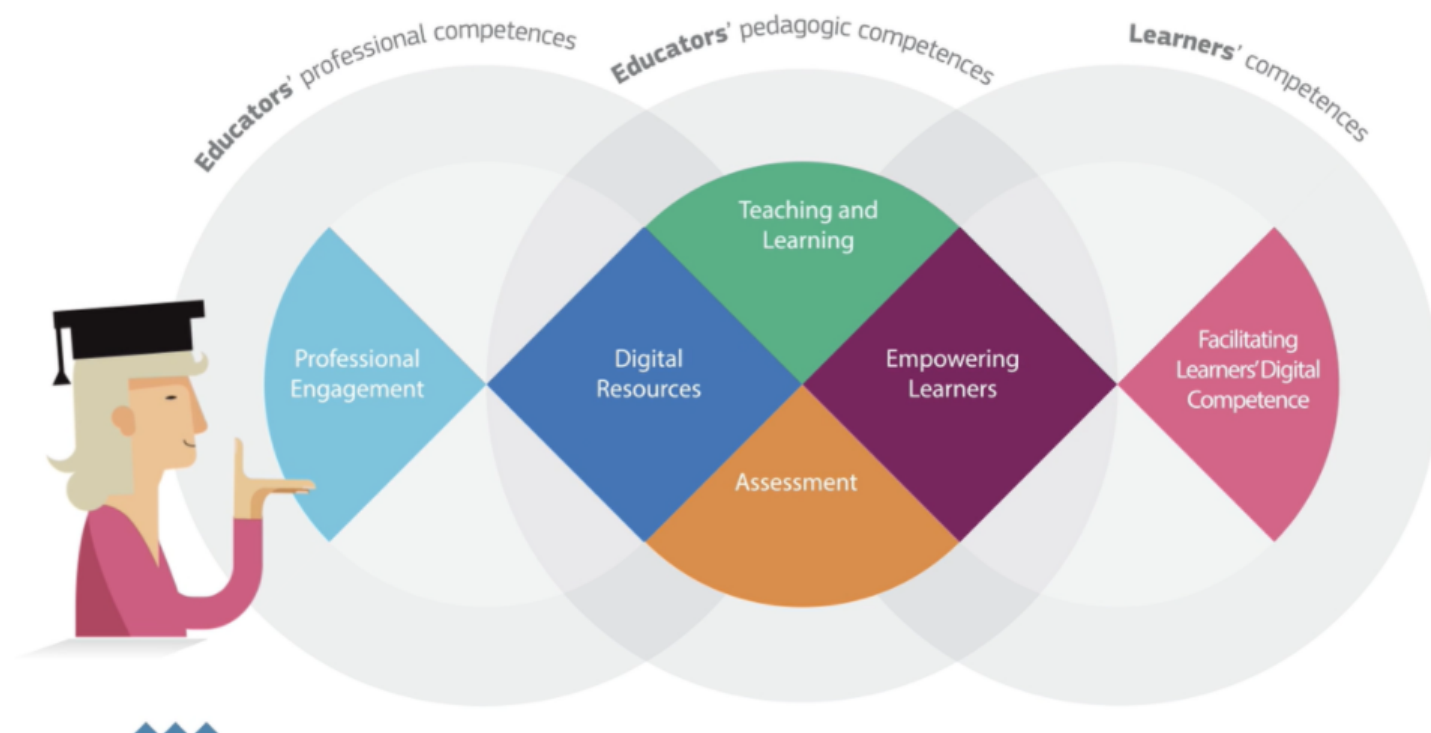 Educators' professional competences
Educators' pedagogic competences
Learners' competences
Professional
Engagement
Digital
Resources
Teaching and
Learning
Assessment
Empowering
Learners
Facilitating
Learners' Digital
Competence